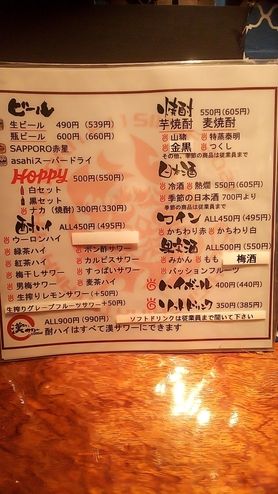 ビール
生ビール 490円(539円)
瓶ビール 600円(660円)
SAPPORO赤星
asahiスーパードライ
Hoppy 500円(550円)
白セット
黒セット
ナカ(焼酎)300円(330円)
酎ハイ ALL450円(495円)
ウーロンハイ
緑茶ハイ ポン酢サワー
紅茶ハイ カルピスサワー
梅干しサワー すっぱいサワー
男梅サワー 麦茶ハイ
生搾りレモンサワー(+50円)
生搾りグレープフルーツサワー(+50円)
漢サワー ALL900円(990円)
酎ハイはすべて漢サワーにできます
焼酎 550円(605円)
芋焼酎 麦焼酎
山猪 特蒸泰明
金黒 つくし
その他、季節の商品は従業員まで
日本酒
冷酒 熱燗 550円(605円)
季節の日本酒 700円より
季節の商品は従業員まで
ワイン ALL450円(495円)
かちわり赤 かちわり白
果実酒 ALL500円(550円)
みかん もも 梅酒
パッションフルーツ
ハイボール 400円(440円)
ソフトドリンク 350円(385円)
ソフトドリンクは従業員まで聞いて下さい